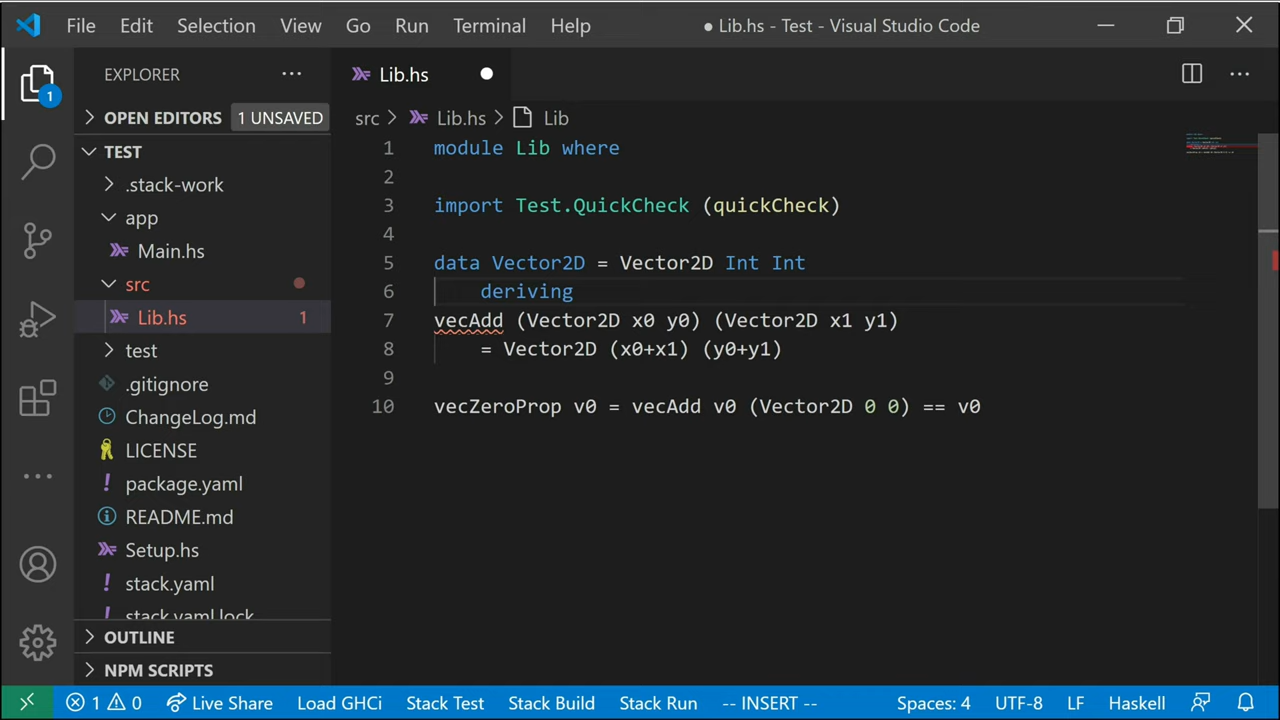 File Edit Selection View Go Run Terminal Help ● Lib.hs - Test - Visual Studio Code
EXPLORER ...
Lib.hs
OPEN EDITORS 1 UNSAVED
src > Lib.hs > Lib
TEST
.stack-work
app
Main.hs
src
Lib.hs 1
test
.gitignore
ChangeLog.md
LICENSE
package.yaml
README.md
Setup.hs
stack.yaml
stack.yaml.lock
OUTLINE
NPM SCRIPTS
1
1 module Lib where
2
3 import Test.QuickCheck (quickCheck)
4
5 data Vector2D = Vector2D Int Int
6 deriving
7 vecAdd (Vector2D x0 y0) (Vector2D x1 y1)
8 = Vector2D (x0+x1) (y0+y1)
9
10 vecZeroProp v0 = vecAdd v0 (Vector2D 0 0) == v0
1 0 Live Share Load GHCi Stack Test Stack Build Stack Run -- INSERT -- Spaces: 4 UTF-8 LF Haskell